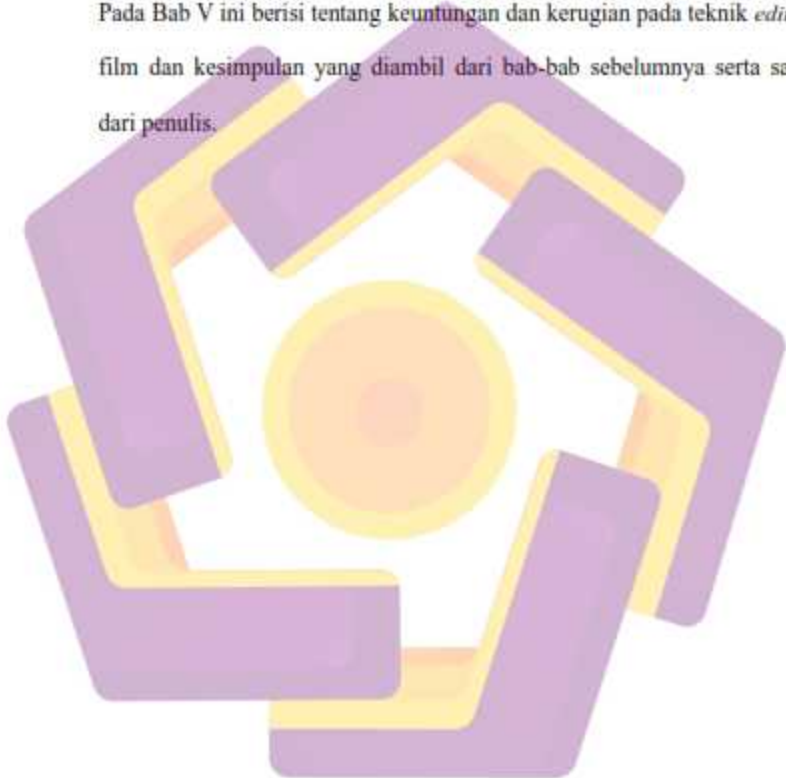 Pada Bab V ini berisi tentang keuntungan dan kerugian pada teknik
film dan kesimpulan yang diambil dari bab-bab sebelumnya serta
dari penulis.